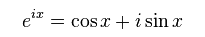 e^{ix} = cos x + i sin x